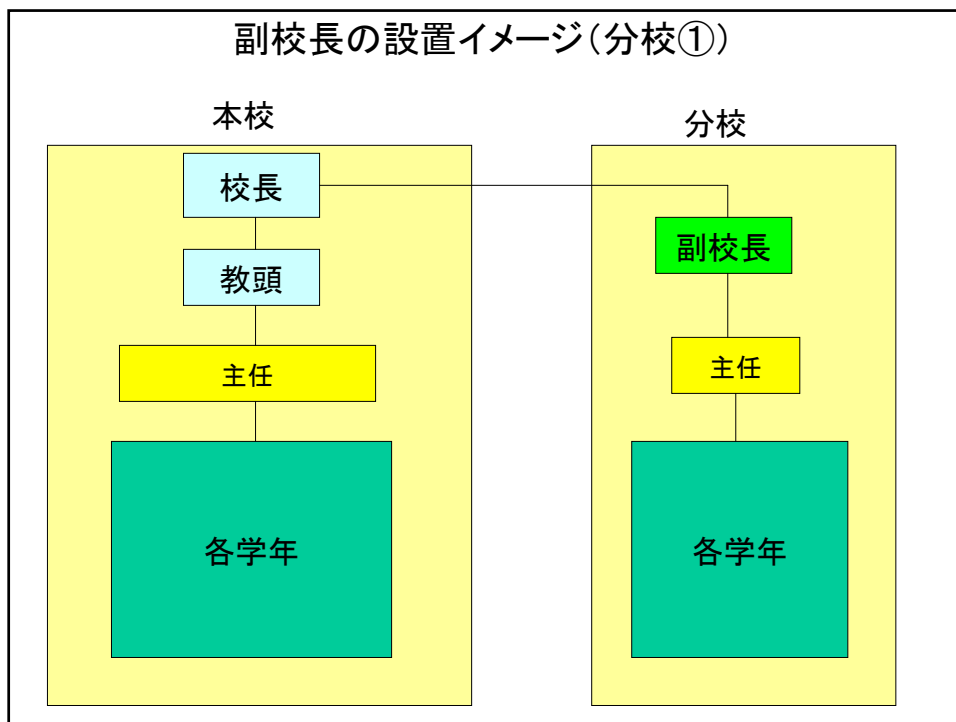 副校長の設置イメージ(分校①)
本校
分校
校長
副校長
教頭
主任
主任
各学年
各学年